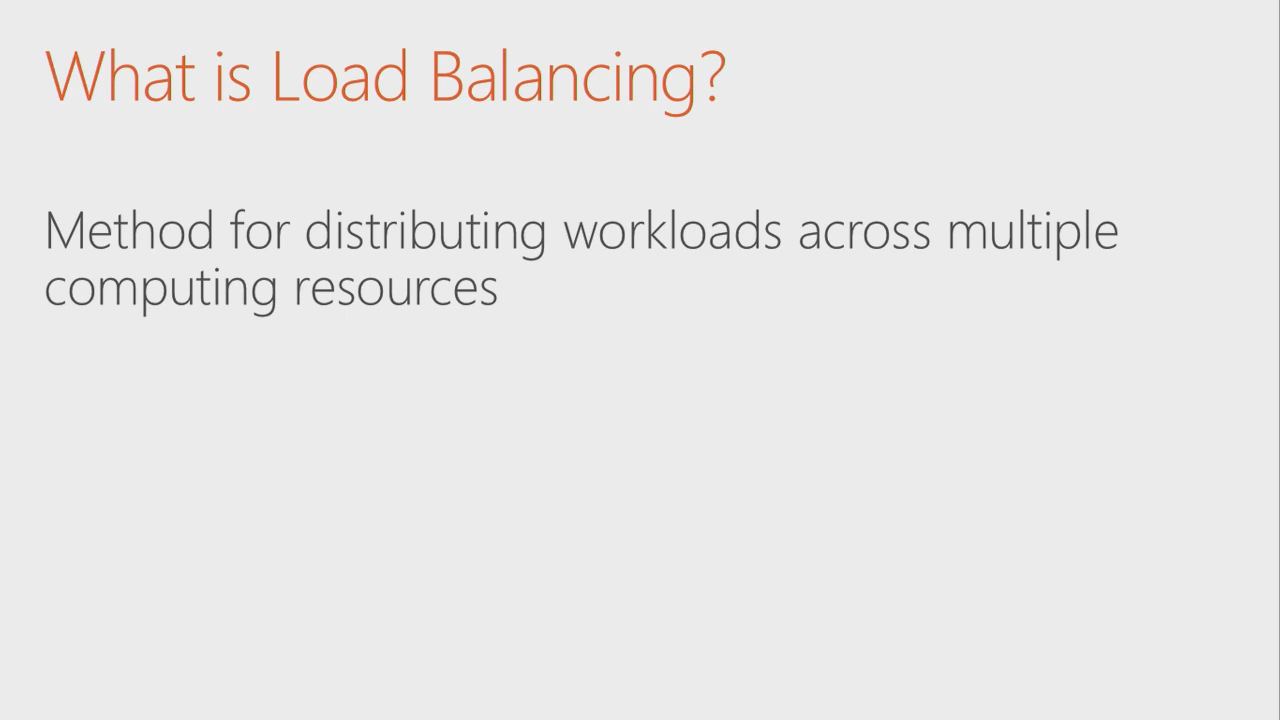 What is Load Balancing?
Method for distributing workloads across multiple
computing resources